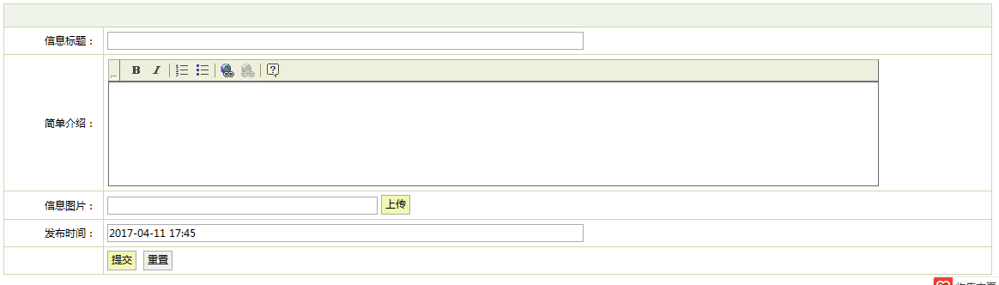 信息标题：
B I
简单介绍：
信息图片： 上传
发布时间： 2017-04-11 17:45
提交 重置